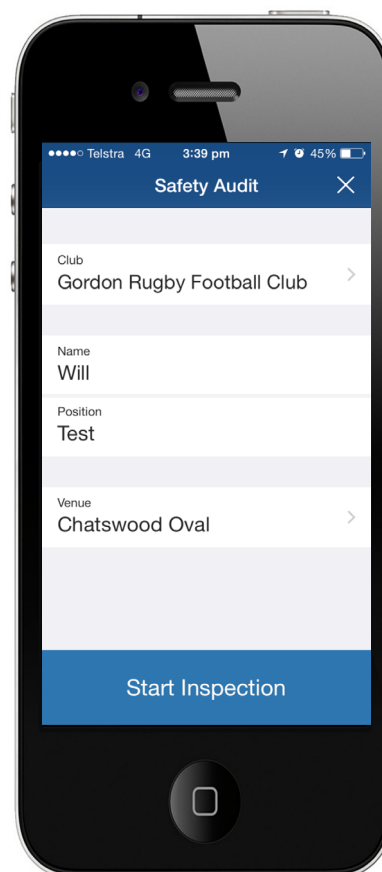 Telstra 4G 3:39 pm 45%
Safety Audit
Club
Gordon Rugby Football Club
Name
Will
Position
Test
Venue
Chatswood Oval
Start Inspection